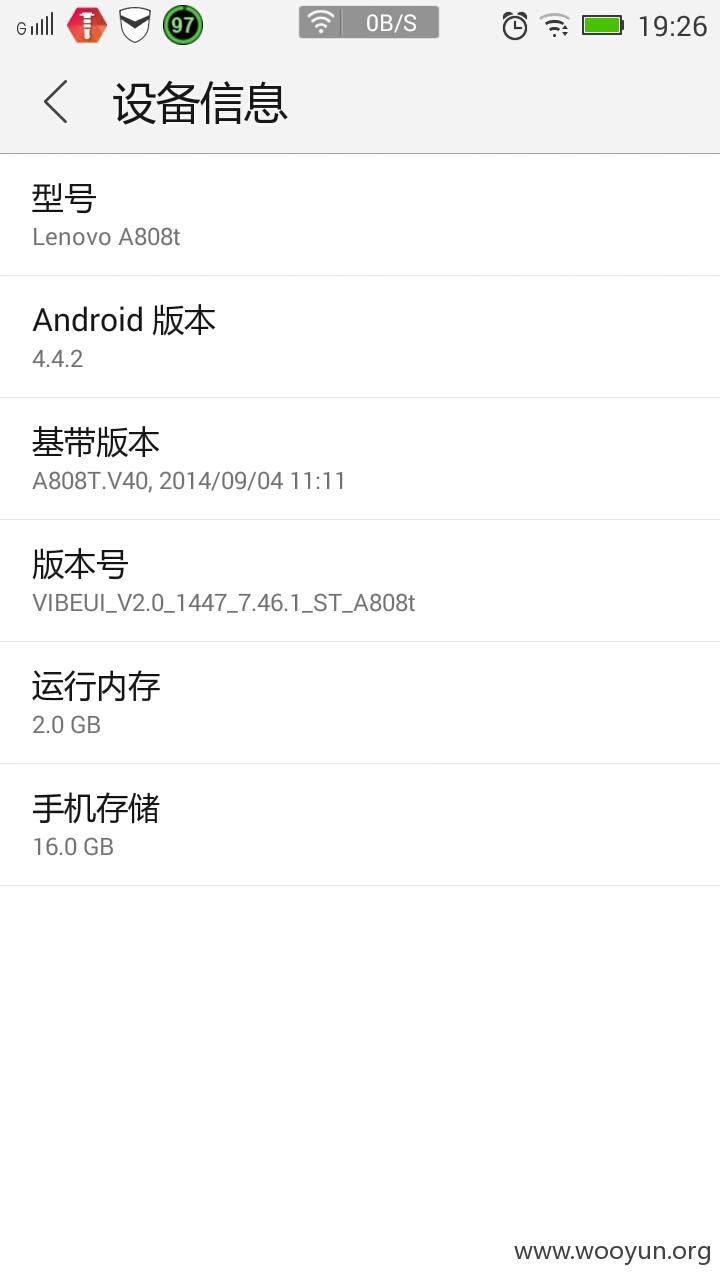 G 97 0B/S 19:26
设备信息
型号
Lenovo A808t
Android 版本
4.4.2
基带版本
A808T.V40, 2014/09/04 11:11
版本号
VIBEUI_V2.0_1447_7.46.1_ST_A808t
运行内存
2.0 GB
手机存储
16.0 GB
www.wooyun.org